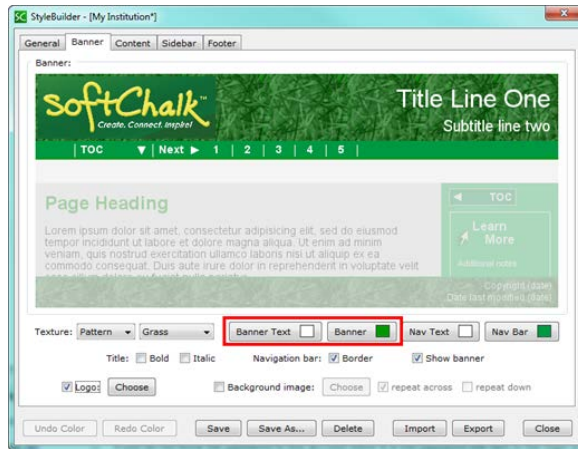 StyleBuilder - [My Institution*]
General Banner Content Sidebar Footer
Banner:
SoftChalk™
Create. Connect. Inspire!
Title Line One
Subtitle line two
TOC ▼ | Next ▶ 1 | 2 | 3 | 4 | 5 |
Page Heading
◀ TOC
Lorem ipsum dolor sit amet, consectetur adipisicing elit, sed do eiusmod
tempor incididunt ut labore et dolore magna aliqua. Ut enim ad minim
veniam, quis nostrud exercitation ullamco laboris nisi ut aliquip ex ea
commodo consequat. Duis aute irure dolor in reprehenderit in voluptate velit
Learn
More
Additional notes
Copyright (date)
Date last modified (date)
Texture: Pattern Grass Banner Text Banner Nav Text Nav Bar
Title: Bold Italic Navigation bar: Border Show banner
Logo: Choose Background image: Choose repeat across repeat down
Undo Color Redo Color Save Save As... Delete Import Export Close